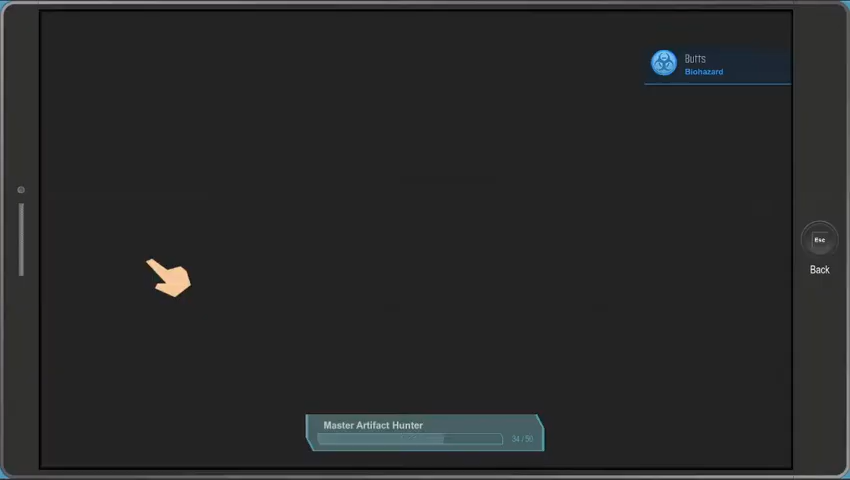 Butts
Biohazard
Esc
Back
Master Artifact Hunter
34 / 50